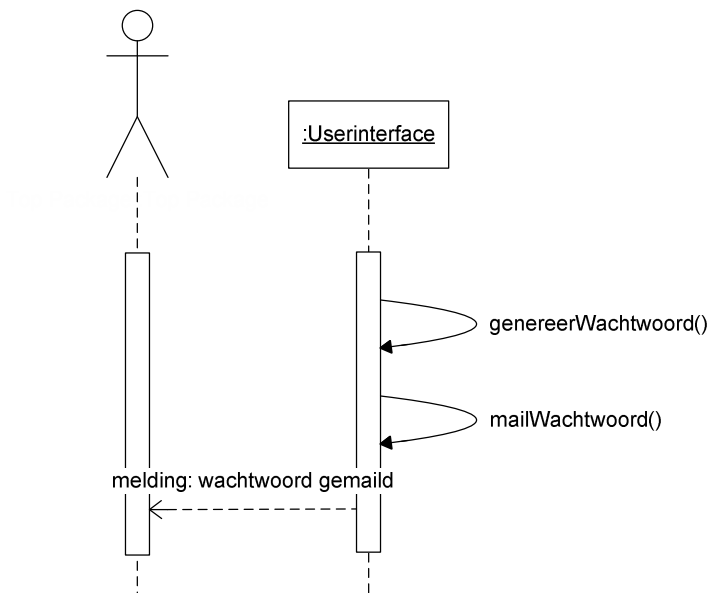 :Userinterface
genereerWachtwoord()
mailWachtwoord()
melding: wachtwoord gemaild